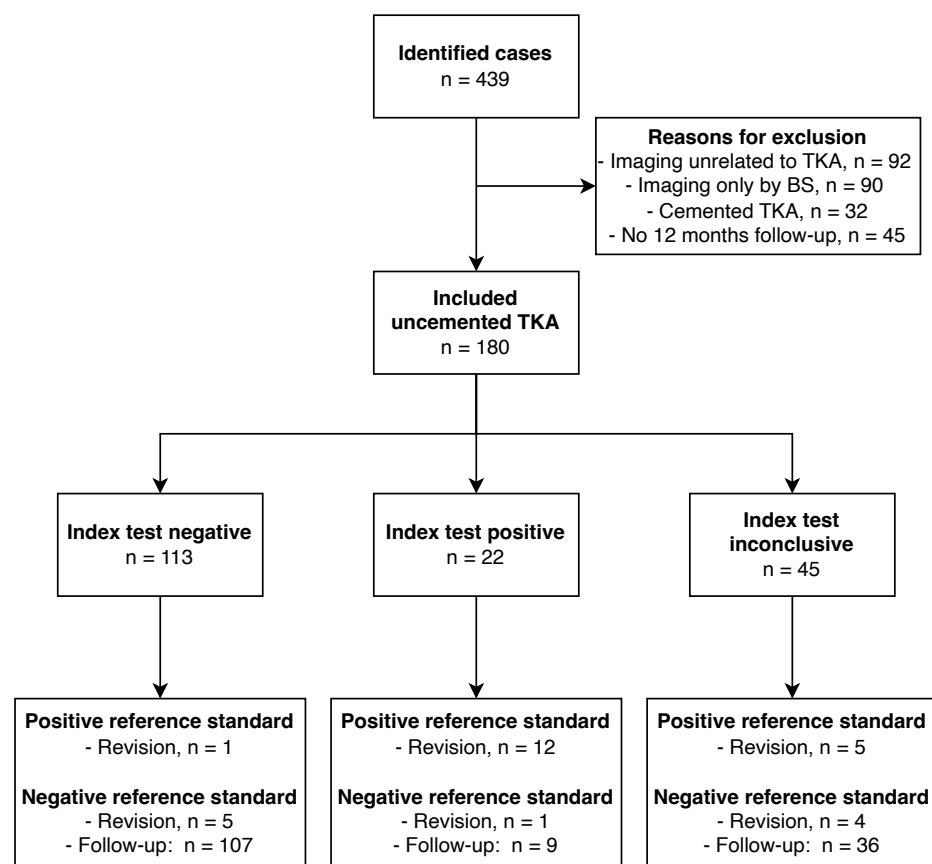 Identified cases
n = 439
Reasons for exclusion
- Imaging unrelated to TKA, n = 92
- Imaging only by BS, n = 90
- Cemented TKA, n = 32
- No 12 months follow-up, n = 45
Included
uncemented TKA
n = 180
Index test negative
n = 113
Index test positive
n = 22
Index test
inconclusive
n = 45
Positive reference standard
- Revision, n = 1
Negative reference standard
- Revision, n = 5
- Follow-up: n = 107
Positive reference standard
- Revision, n = 12
Negative reference standard
- Revision, n = 1
- Follow-up: n = 9
Positive reference standard
- Revision, n = 5
Negative reference standard
- Revision, n = 4
- Follow-up: n = 36